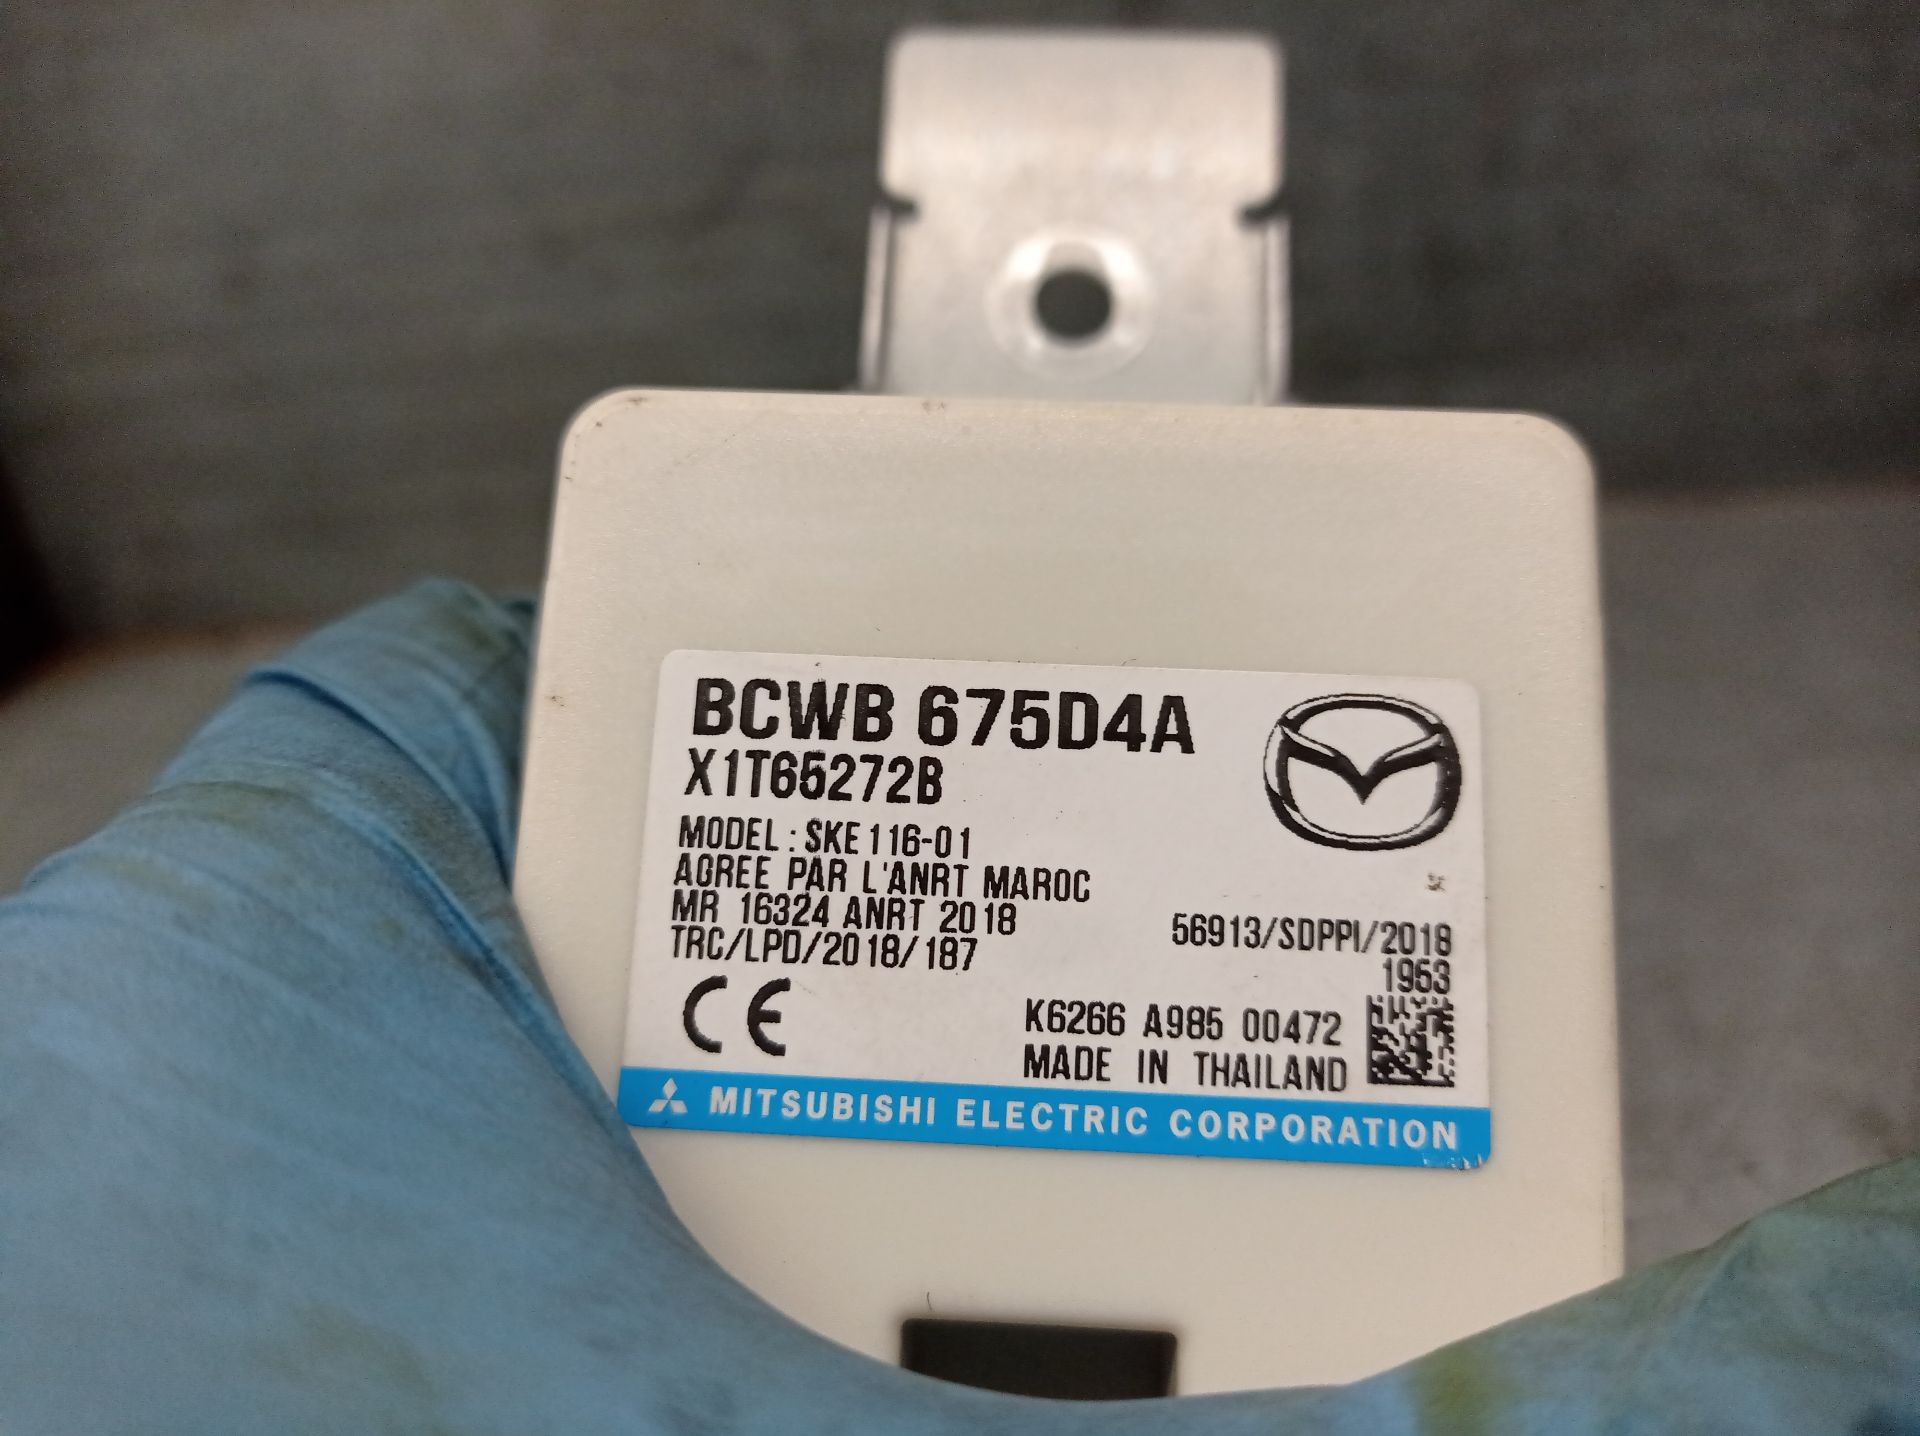 BCWB 675D4A
X1T65272B
MODEL : SKE116-01
AGREE PAR L'ANRT MAROC
MR 16324 ANRT 2018
TRC/LPD/2018/187
56913/SDPPI/2018
1953
CE
K6266 A985 00472
MADE IN THAILAND
MITSUBISHI ELECTRIC CORPORATION